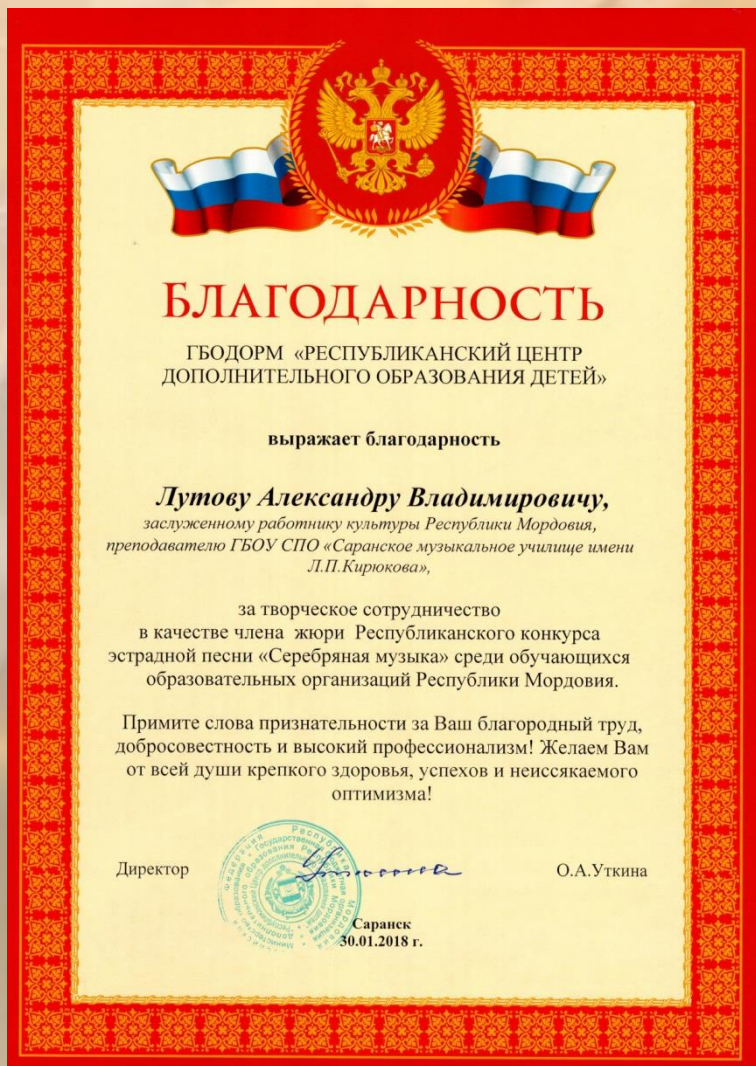 БЛАГОДАРНОСТЬ
ГБОДОРМ «РЕСПУБЛИКАНСКИЙ ЦЕНТР
ДОПОЛНИТЕЛЬНОГО ОБРАЗОВАНИЯ ДЕТЕЙ»
выражает благодарность
Лутову Александру Владимировичу,
заслуженному работнику культуры Республики Мордовия,
преподавателю ГБОУ СПО «Саранское музыкальное училище имени
Л.П.Кирюкова»,
за творческое сотрудничество
в качестве члена жюри Республиканского конкурса
эстрадной песни «Серебряная музыка» среди обучающихся
образовательных организаций Республики Мордовия.
Примите слова признательности за Ваш благородный труд,
добросовестность и высокий профессионализм! Желаем Вам
от всей души крепкого здоровья, успехов и неиссякаемого
оптимизма!
Директор О.А.Уткина
Саранск
30.01.2018 г.